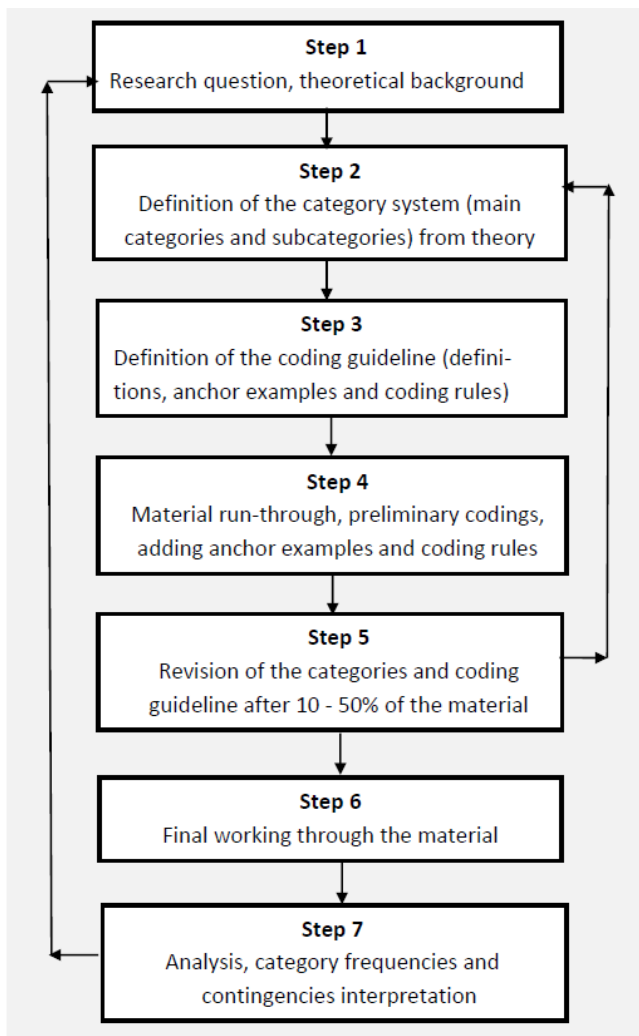 Step 1
Research question, theoretical background
Step 2
Definition of the category system (main
categories and subcategories) from theory
Step 3
Definition of the coding guideline (defini-
tions, anchor examples and coding rules)
Step 4
Material run-through, preliminary codings,
adding anchor examples and coding rules
Step 5
Revision of the categories and coding
guideline after 10 - 50% of the material
Step 6
Final working through the material
Step 7
Analysis, category frequencies and
contingencies interpretation